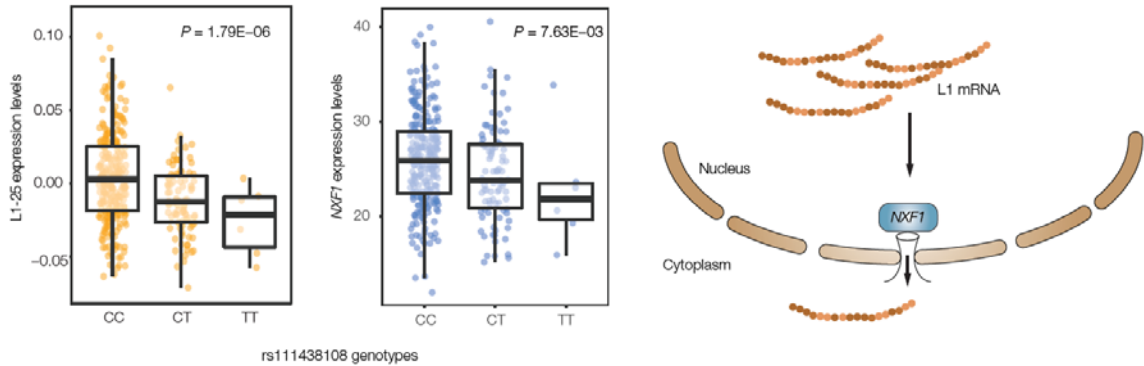 L1-25 expression levels
0.10
0.05
0.00
−0.05
P = 1.79E−06
CC
CT
TT
NXF1 expression levels
40
30
20
P = 7.63E−03
CC
CT
TT
rs111438108 genotypes
L1 mRNA
Nucleus
NXF1
Cytoplasm